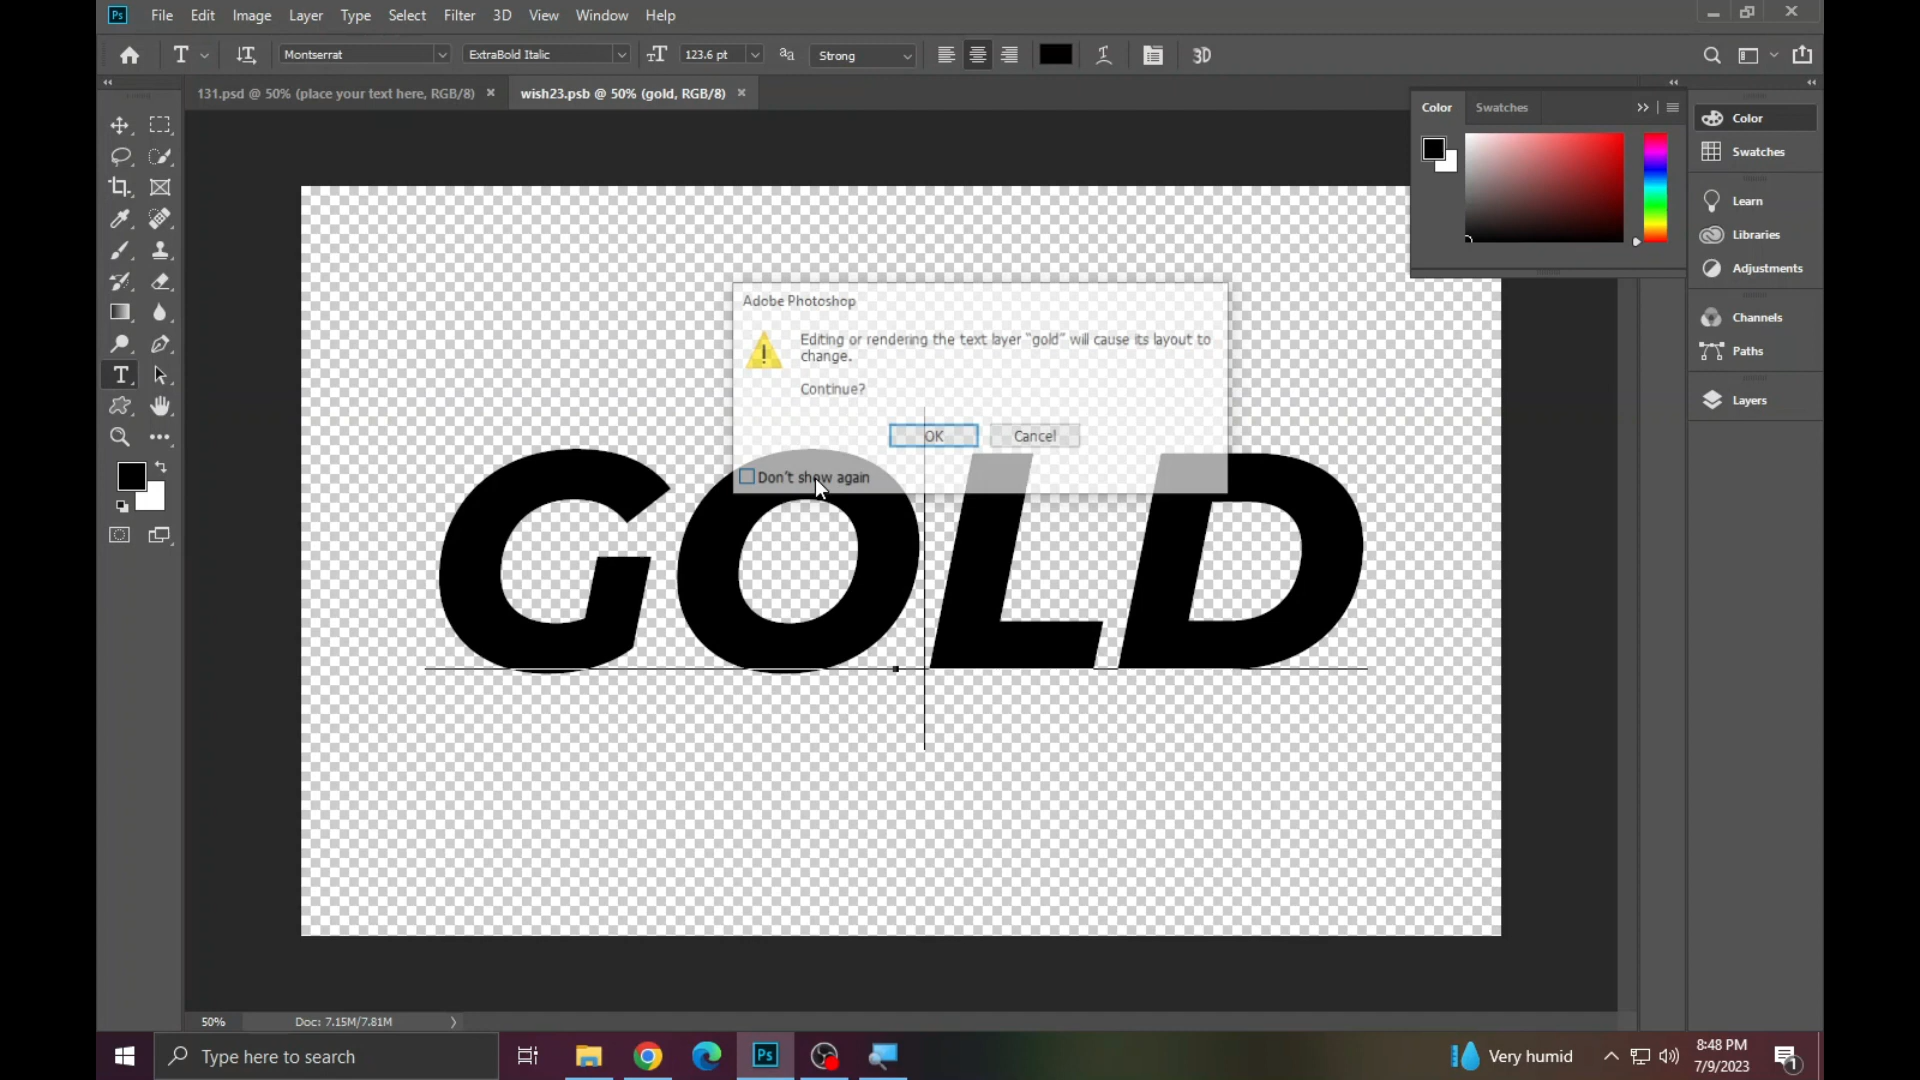 Ps File Edit Image Layer Type Select Filter 3D View Window Help
T Montserrat ExtraBold Italic 123.6 pt aa Strong 3D
131.psd @ 50% (place your text here, RGB/8) × wish23.psb @ 50% (gold, RGB/8) ×
Color Swatches
Color
Swatches
Learn
Libraries
Adjustments
Channels
Paths
Layers
Adobe Photoshop
Editing or rendering the text layer “gold” will cause its layout to
change.
Continue?
OK Cancel
Don't show again
GOLD
50% Doc: 7.15M/7.81M
Type here to search
Ps
Very humid
8:48 PM
7/9/2023
1